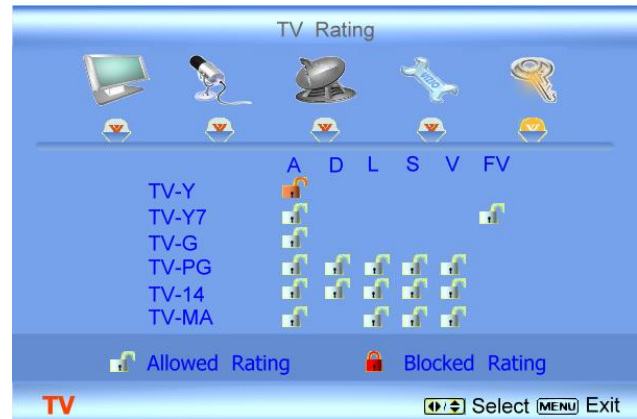 TV Rating
VIZIO
A D L S V FV
TV-Y
TV-Y7
TV-G
TV-PG
TV-14
TV-MA
Allowed Rating Blocked Rating
TV Select MENU Exit